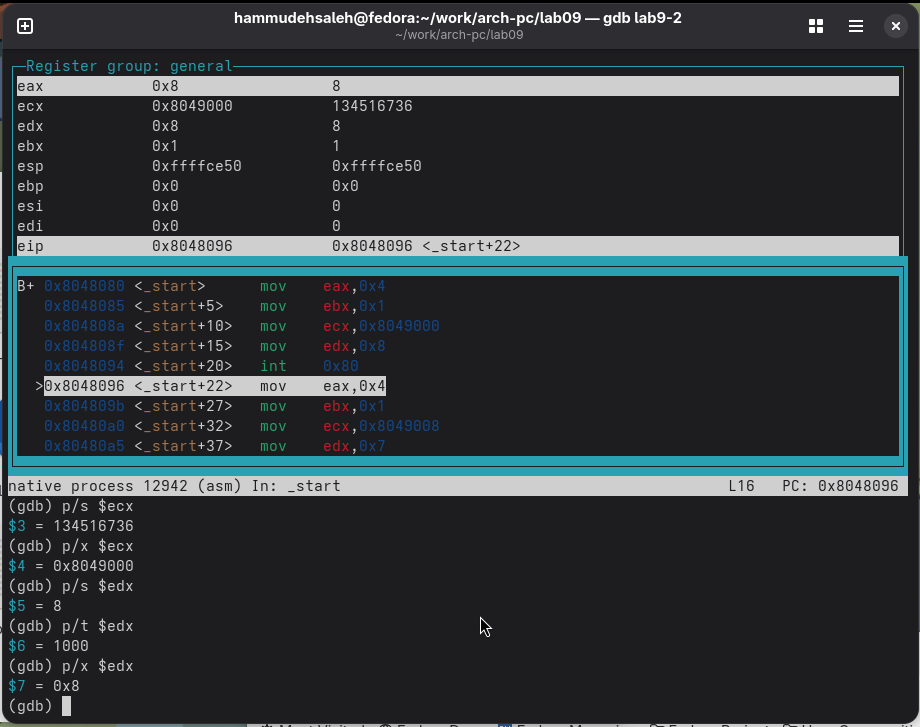 hammudehsaleh@fedora:~/work/arch-pc/lab09 — gdb lab9-2
~/work/arch-pc/lab09
Register group: general
eax 0x8 8
ecx 0x8049000 134516736
edx 0x8 8
ebx 0x1 1
esp 0xffffce50 0xffffce50
ebp 0x0 0x0
esi 0x0 0
edi 0x0 0
eip 0x8048096 0x8048096 <_start+22>
B+ 0x8048080 <_start> mov eax,0x4
0x8048085 <_start+5> mov ebx,0x1
0x804808a <_start+10> mov ecx,0x8049000
0x804808f <_start+15> mov edx,0x8
0x8048094 <_start+20> int 0x80
>0x8048096 <_start+22> mov eax,0x4
0x804809b <_start+27> mov ebx,0x1
0x80480a0 <_start+32> mov ecx,0x8049008
0x80480a5 <_start+37> mov edx,0x7
native process 12942 (asm) In: _start L16 PC: 0x8048096
(gdb) p/s $ecx
$3 = 134516736
(gdb) p/x $ecx
$4 = 0x8049000
(gdb) p/s $edx
$5 = 8
(gdb) p/t $edx
$6 = 1000
(gdb) p/x $edx
$7 = 0x8
(gdb)